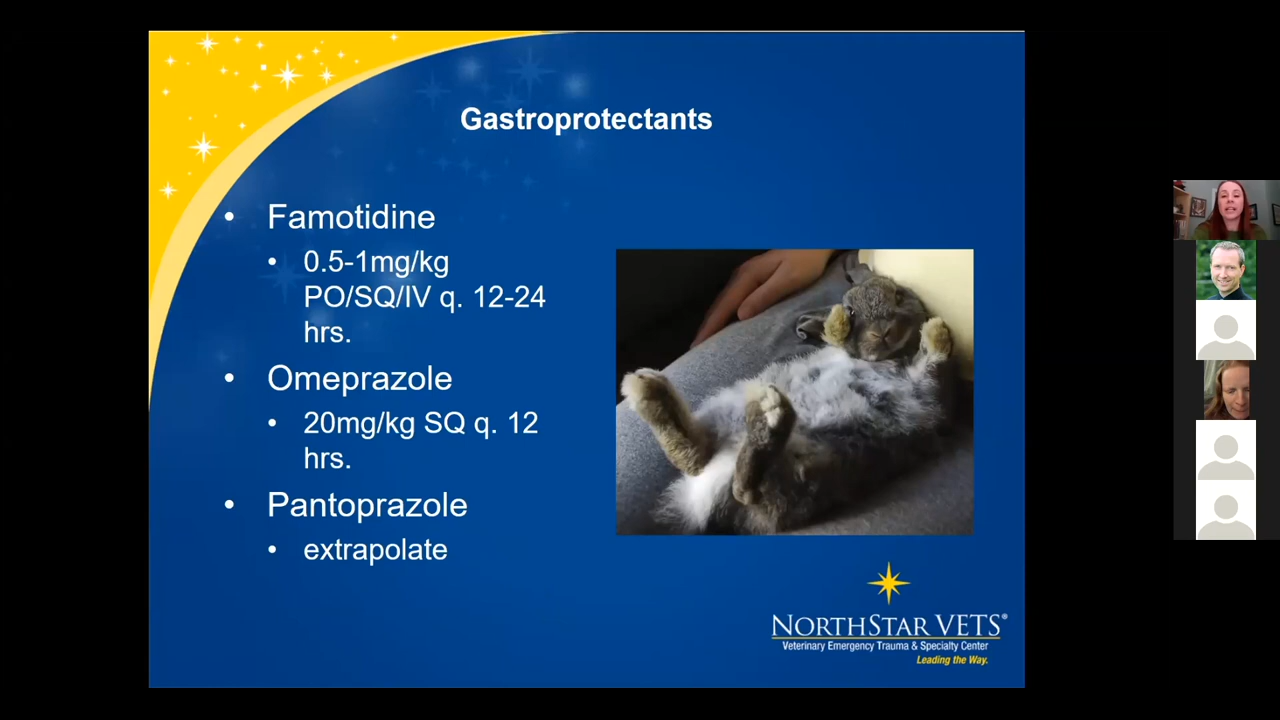 Gastroprotectants
• Famotidine
• 0.5-1mg/kg
PO/SQ/IV q. 12-24
hrs.
• Omeprazole
• 20mg/kg SQ q. 12
hrs.
• Pantoprazole
• extrapolate
NORTHSTAR VETS®
Veterinary Emergency Trauma & Specialty Center
Leading the Way.